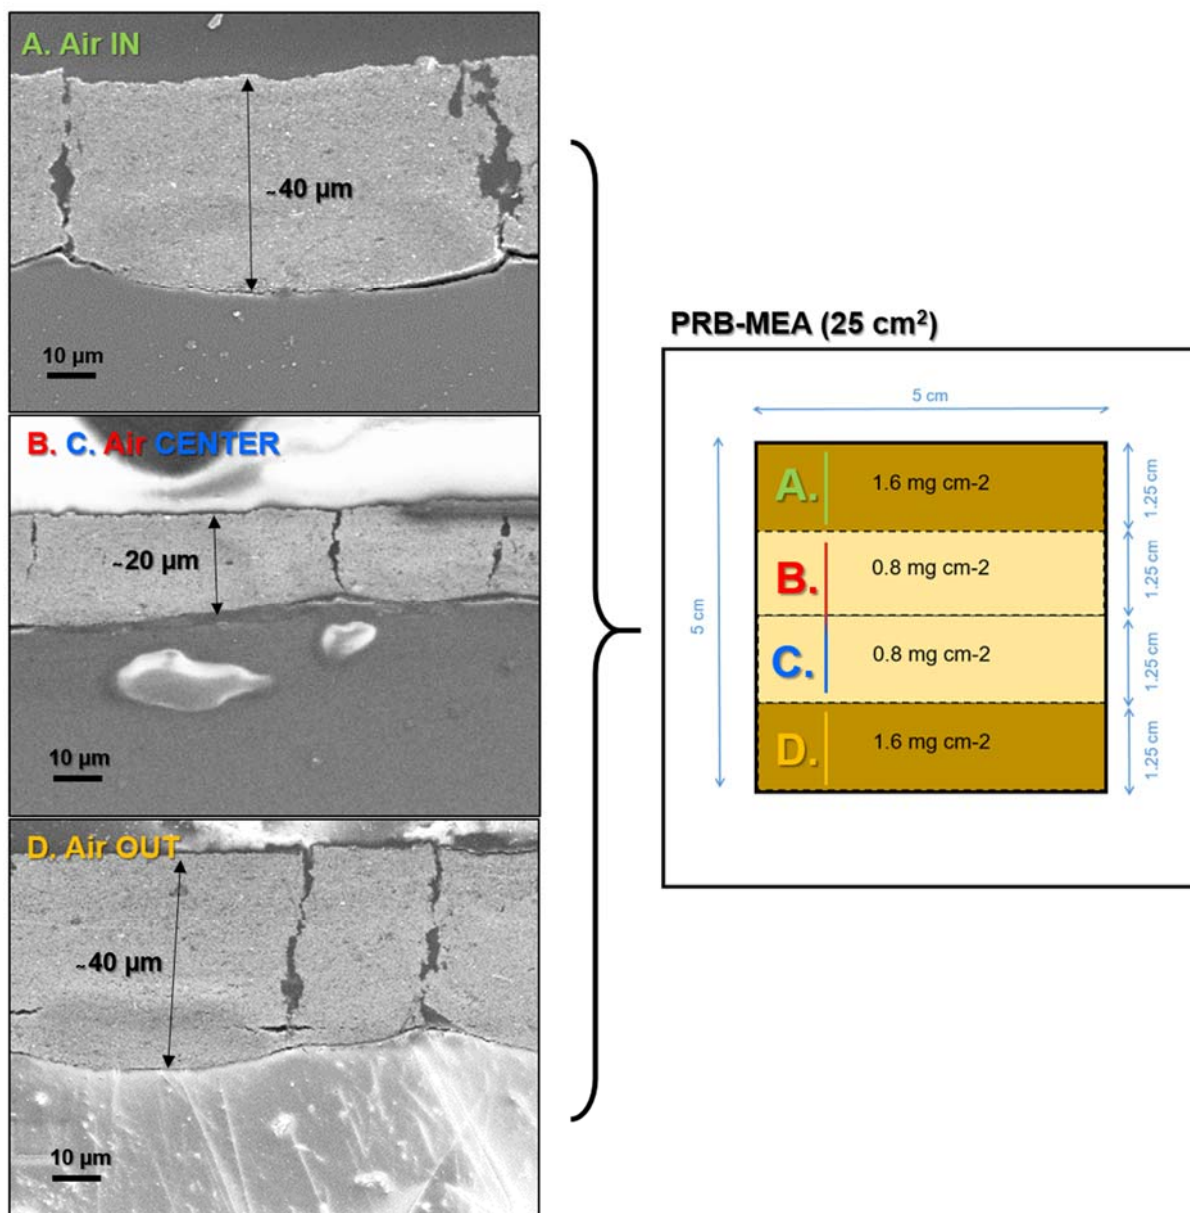 A. Air IN
~40 µm
10 µm
B. C. Air CENTER
~20 µm
10 µm
D. Air OUT
~40 µm
10 µm
PRB-MEA (25 cm²)
5 cm
5 cm
A.
1.6 mg cm-2
1.25 cm
B.
0.8 mg cm-2
1.25 cm
C.
0.8 mg cm-2
1.25 cm
D.
1.6 mg cm-2
1.25 cm